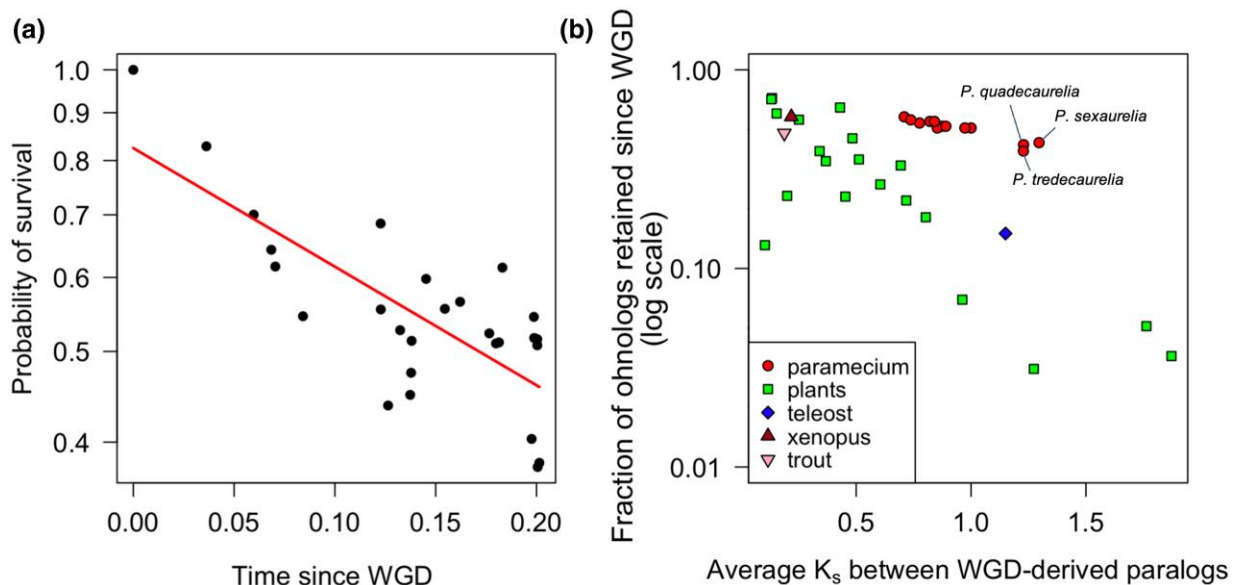 (a)
Probability of survival
1.0
0.9
0.8
0.7
0.6
0.5
0.4
0.00 0.05 0.10 0.15 0.20
Time since WGD
(b)
Fraction of ohnologs retained since WGD
(log scale)
1.00
0.10
0.01
P. quadecaurelia
P. sexaurelia
P. tredecaurelia
paramecium
plants
teleost
xenopus
trout
0.5 1.0 1.5
Average Ks between WGD-derived paralogs